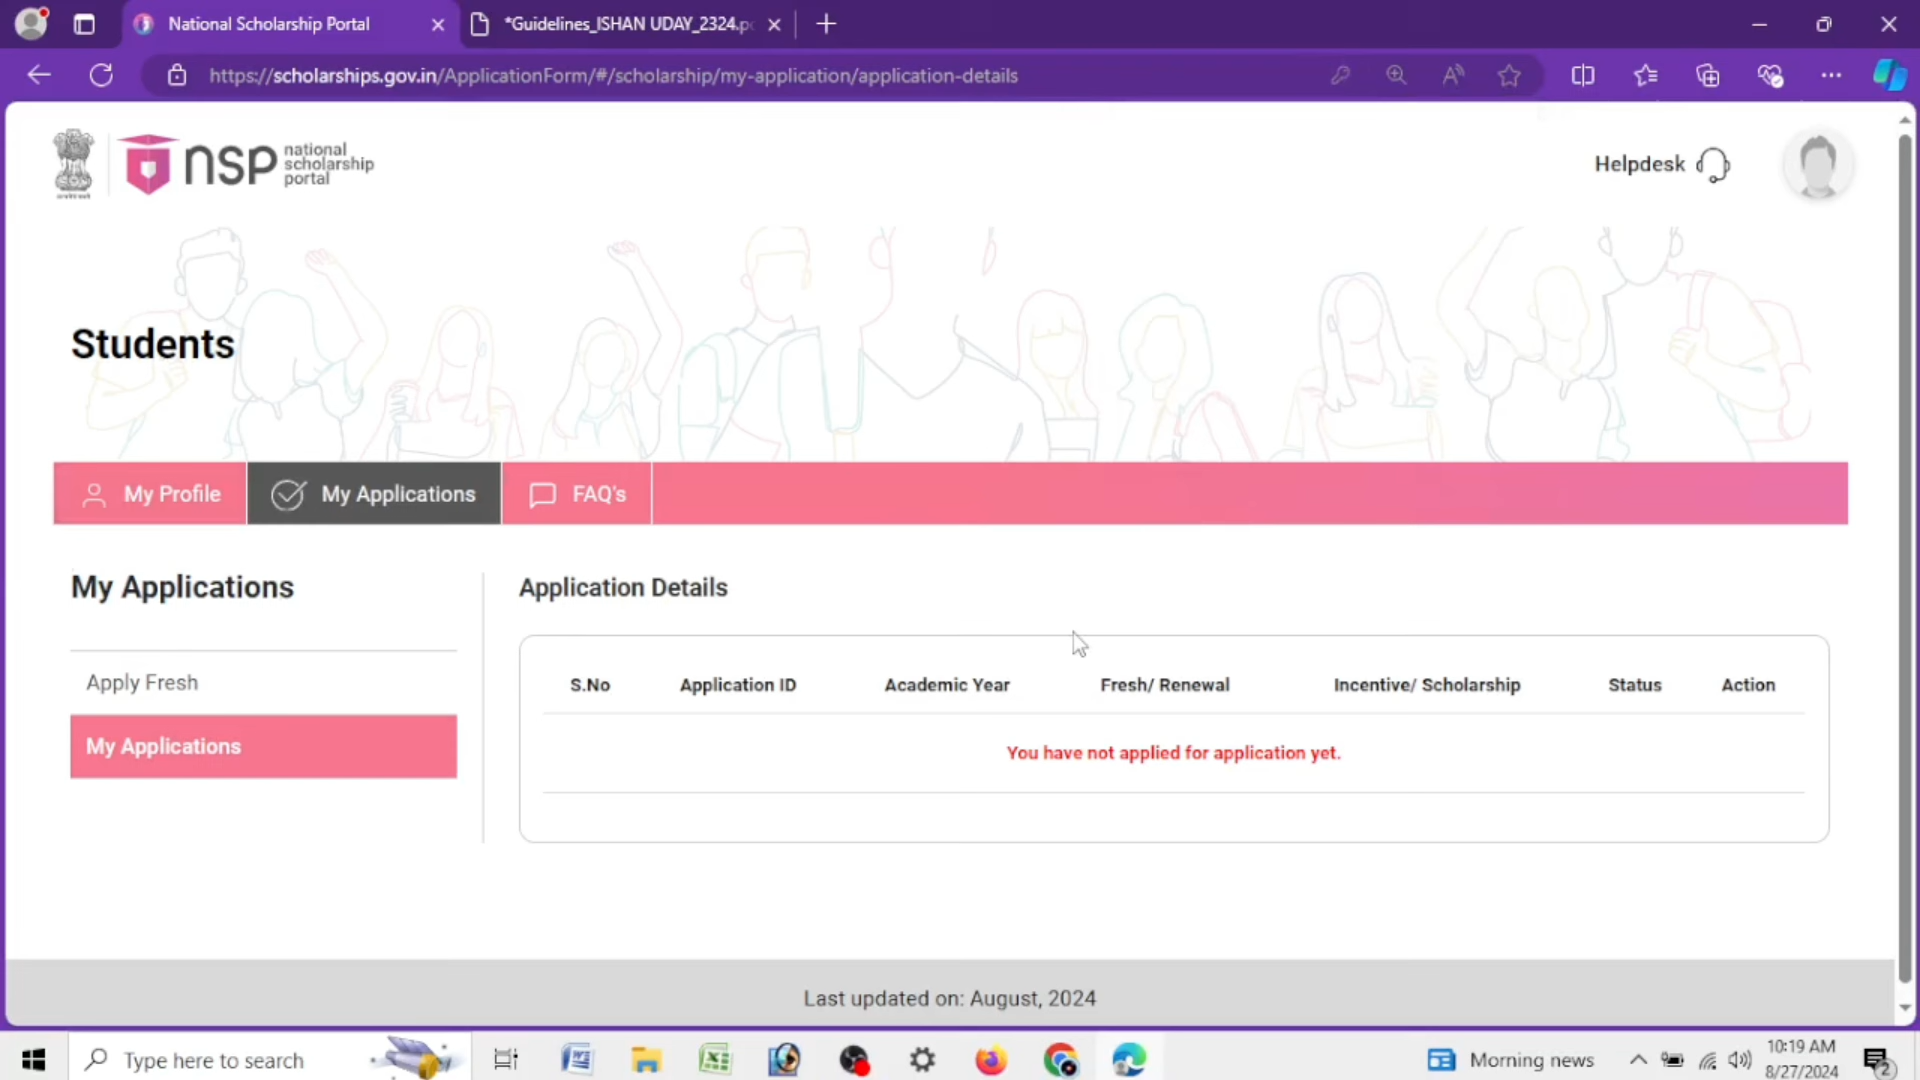 National Scholarship Portal
*Guidelines_ISHAN UDAY_2324.p
https://scholarships.gov.in/ApplicationForm/#/scholarship/my-application/application-details
nsp national
scholarship
portal
Helpdesk
Students
My Profile
My Applications
FAQ's
My Applications
Apply Fresh
My Applications
Application Details
S.No Application ID Academic Year Fresh/ Renewal Incentive/ Scholarship Status Action
You have not applied for application yet.
Last updated on: August, 2024
Type here to search
Morning news
10:19 AM
8/27/2024
2